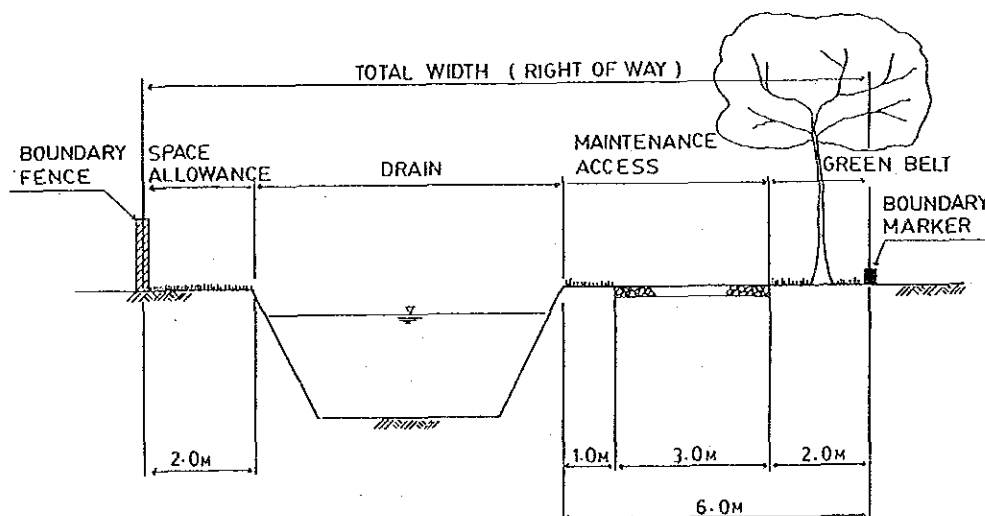 TOTAL WIDTH ( RIGHT OF WAY )
BOUNDARY
FENCE
SPACE
ALLOWANCE
DRAIN
MAINTENANCE
ACCESS
GREEN BELT
BOUNDARY
MARKER
2.0M
1.0M
3.0M
2.0M
6.0M